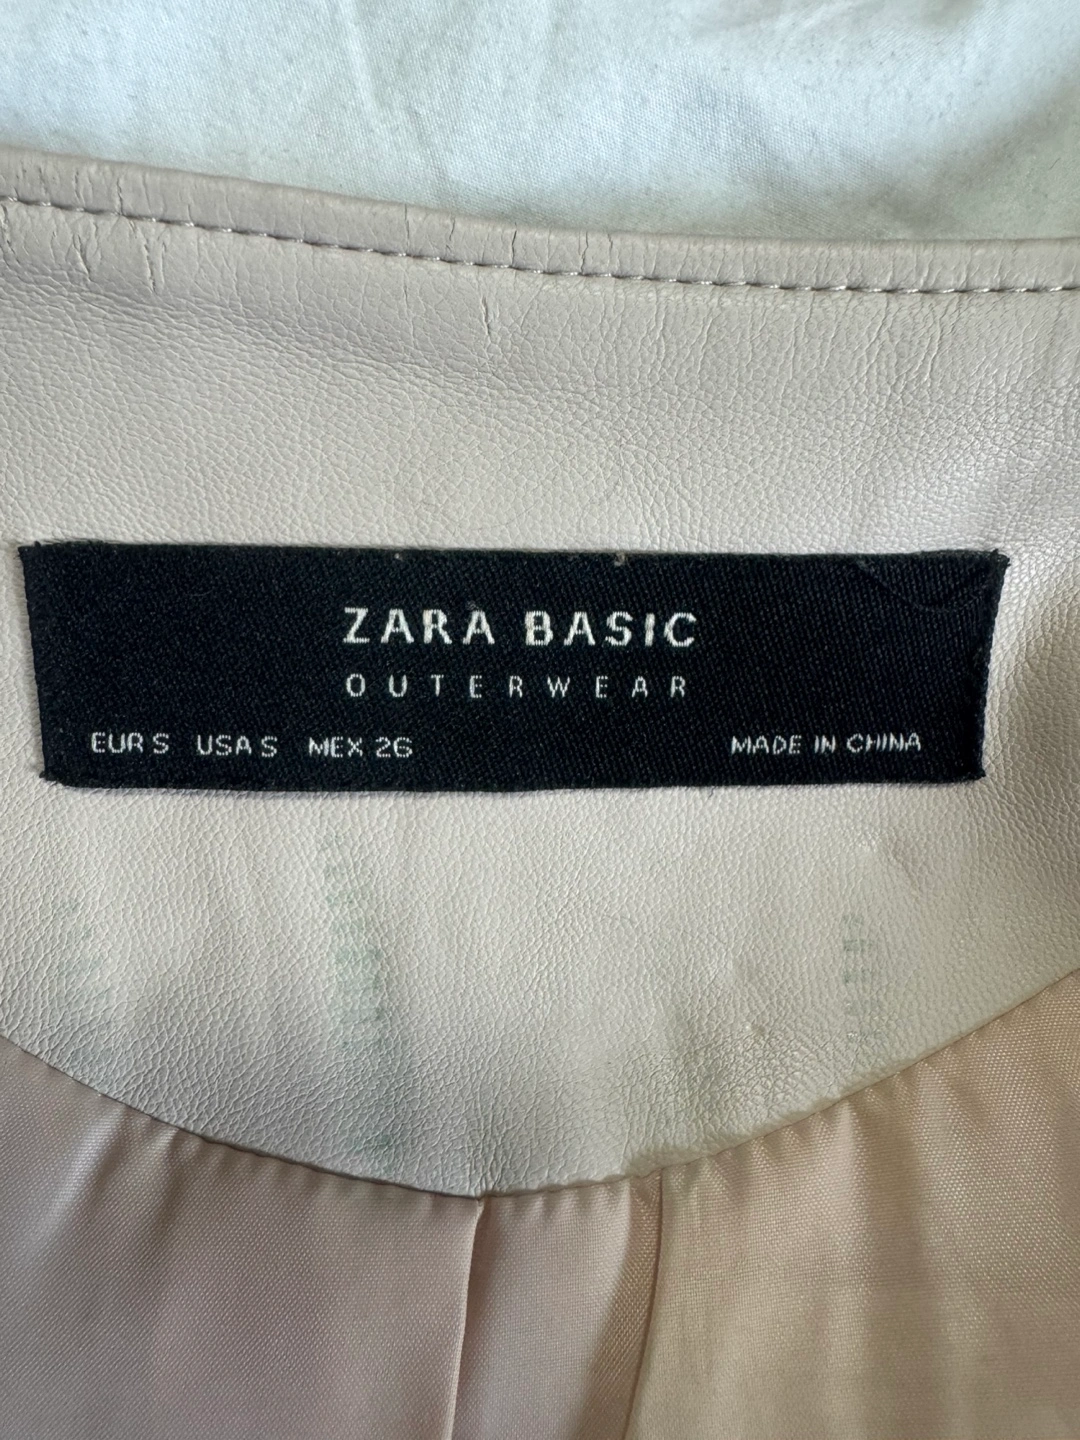 ZARA BASIC
OUTERWEAR
EUR S USA S MEX 26 MADE IN CHINA